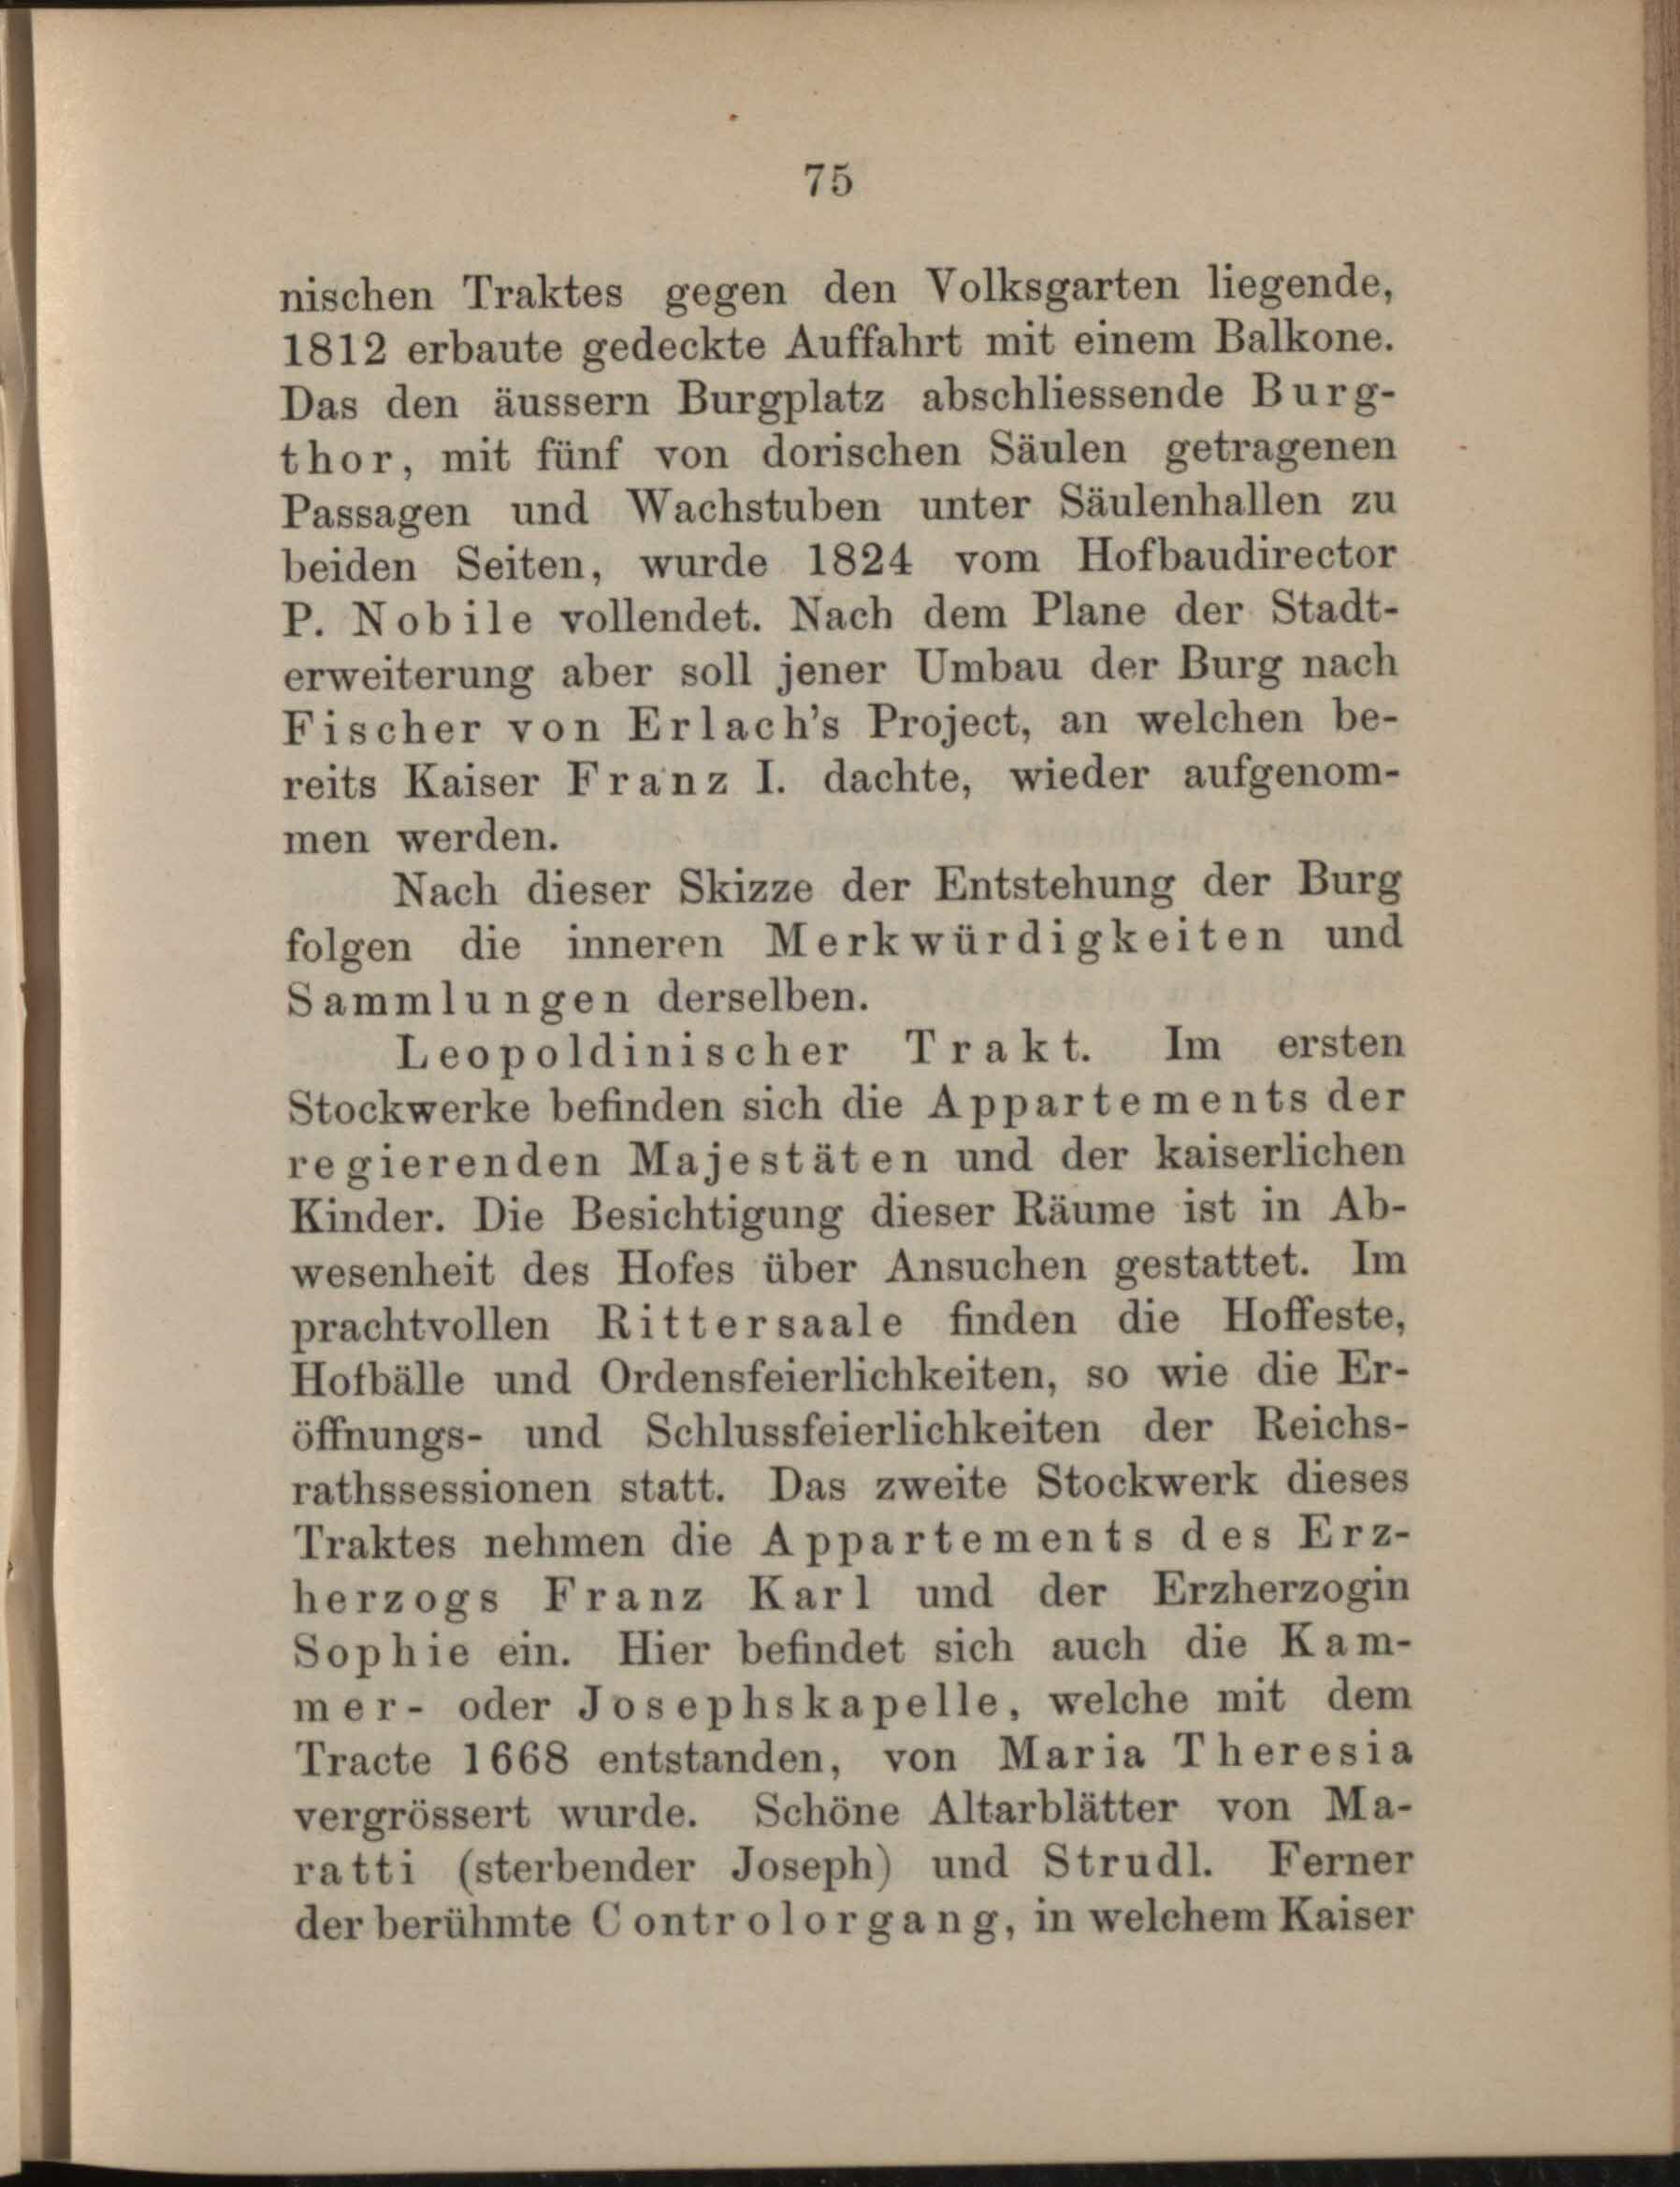 75
nischen Traktes gegen den Volksgarten liegende,
1812 erbaute gedeckte Auffahrt mit einem Balkone.
Das den äussern Burgplatz abschliessende Burg-
thor, mit fünf von dorischen Säulen getragenen
Passagen und Wachstuben unter Säulenhallen zu
beiden Seiten, wurde 1824 vom Hofbaudirector
P. Nobile vollendet. Nach dem Plane der Stadt-
erweiterung aber soll jener Umbau der Burg nach
Fischer von Erlach's Project, an welchen be-
reits Kaiser Franz I. dachte, wieder aufgenom-
men werden.
Nach dieser Skizze der Entstehung der Burg
folgen die inneren Merkwürdigkeiten und
Sammlungen derselben.
Leopoldinischer Trakt. Im ersten
Stockwerke befinden sich die Appartements der
regierenden Majestäten und der kaiserlichen
Kinder. Die Besichtigung dieser Räume ist in Ab-
wesenheit des Hofes über Ansuchen gestattet. Im
prachtvollen Rittersaale finden die Hoffeste,
Hofbälle und Ordensfeierlichkeiten, so wie die Er-
öffnungs- und Schlussfeierlichkeiten der Reichs-
rathssessionen statt. Das zweite Stockwerk dieses
Traktes nehmen die Appartements des Erz-
herzogs Franz Karl und der Erzherzogin
Sophie ein. Hier befindet sich auch die Kam-
mer- oder Josephskapelle, welche mit dem
Tracte 1668 entstanden, von Maria Theresia
vergrössert wurde. Schöne Altarblätter von Ma-
ratti (sterbender Joseph) und Strudl. Ferner
der berühmte Controlorgang, in welchem Kaiser